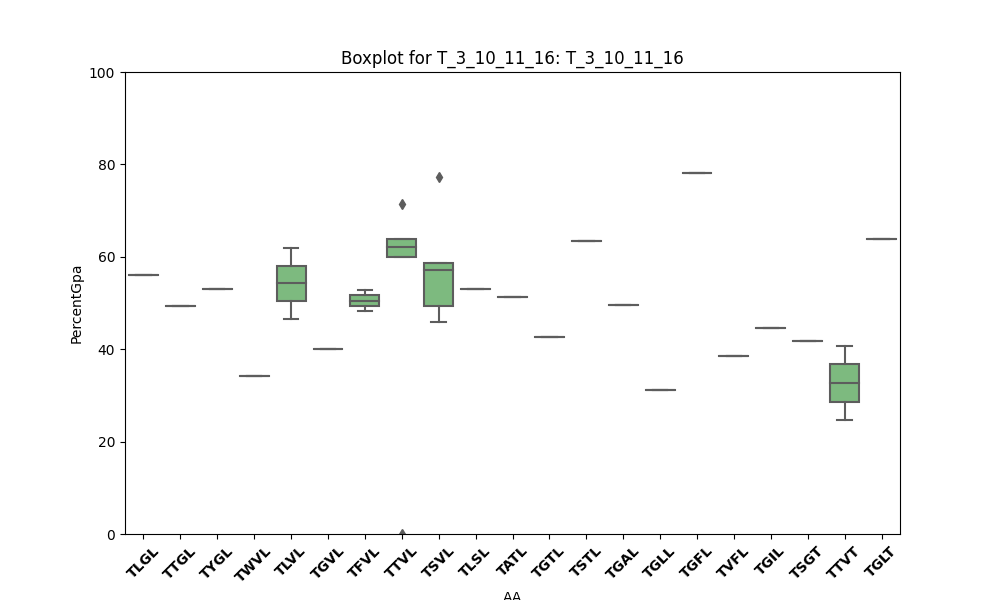 Boxplot for T_3_10_11_16: T_3_10_11_16
100
80
60
40
20
0
PercentGpa
TLGL
TTGL
TYGL
TWVL
TLVL
TGVL
TFVL
TTVL
TSVL
TLSL
TATL
TGTL
TSTL
TGAL
TGLL
TGFL
TVFL
TGIL
TSGT
TTVT
TGLT
AA